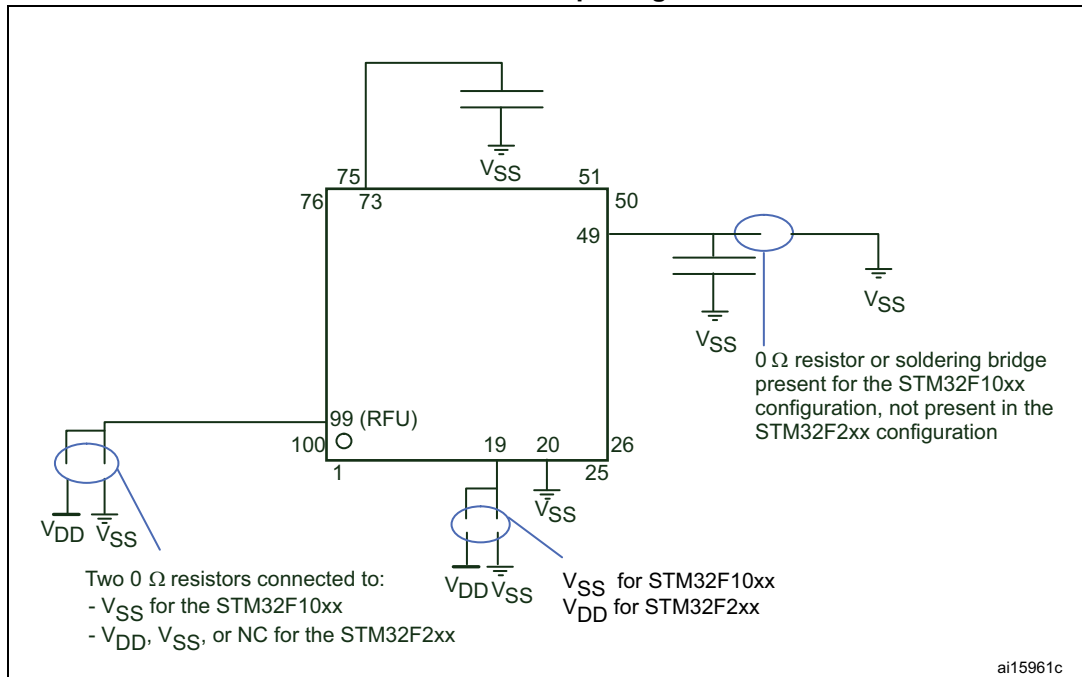 VSS
75
51
76
73
50
49
VSS
VSS
0 Ω resistor or soldering bridge
present for the STM32F10xx
configuration, not present in the
STM32F2xx configuration
99 (RFU)
100
19
20
26
1
25
VSS
VDD
VSS
VDD
VSS
Two 0 Ω resistors connected to:
- VSS for the STM32F10xx
- VDD, VSS, or NC for the STM32F2xx
VSS for STM32F10xx
VDD for STM32F2xx
ai15961c